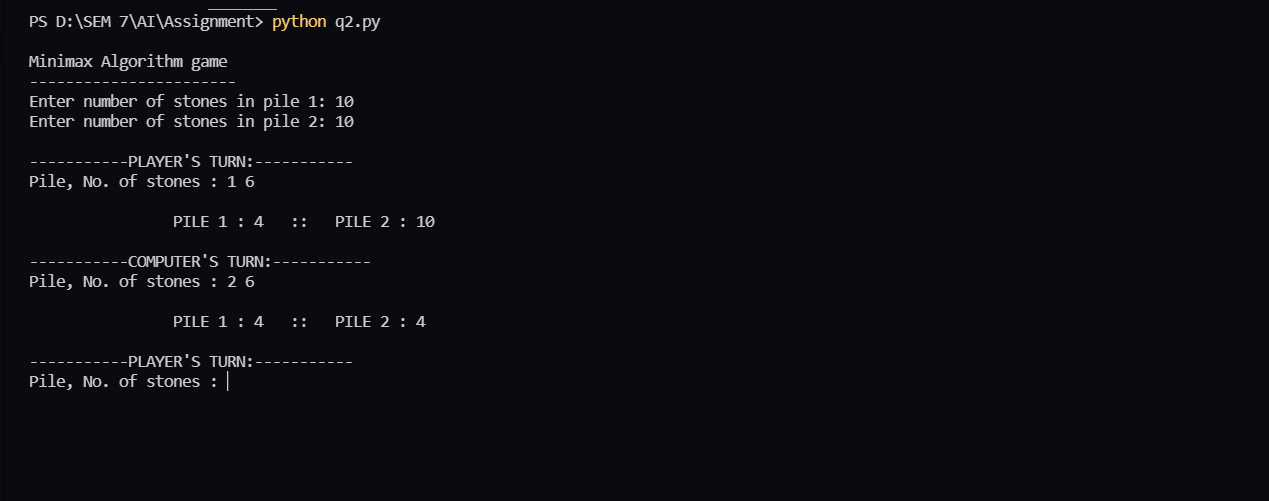 PS D:\SEM 7\AI\Assignment> python q2.py
Minimax Algorithm game
-----------------------
Enter number of stones in pile 1: 10
Enter number of stones in pile 2: 10
-----------PLAYER'S TURN:-----------
Pile, No. of stones : 1 6
PILE 1 : 4   ::   PILE 2 : 10
-----------COMPUTER'S TURN:-----------
Pile, No. of stones : 2 6
PILE 1 : 4   ::   PILE 2 : 4
-----------PLAYER'S TURN:-----------
Pile, No. of stones :